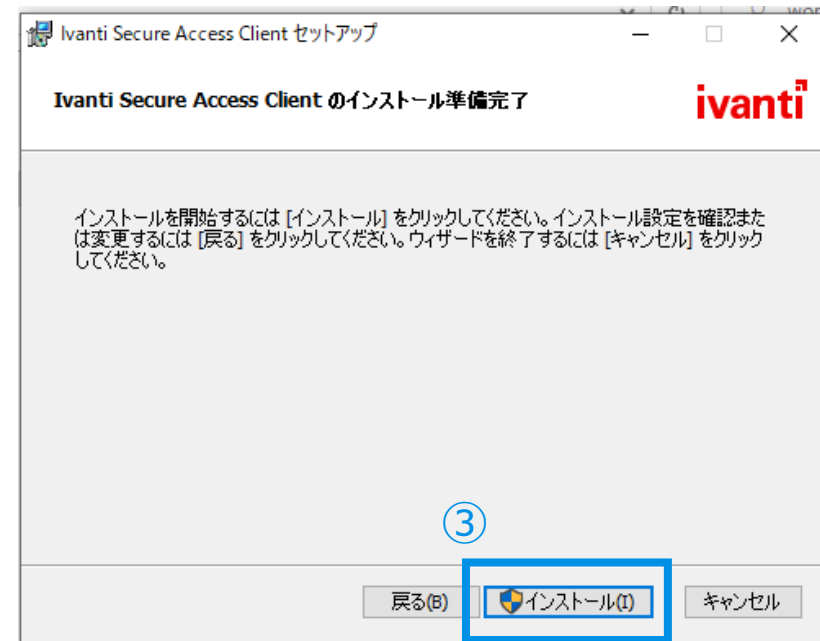 Ivanti Secure Access Client セットアップ
Ivanti Secure Access Client のインストール準備完了
ivanti
インストールを開始するには [インストール] をクリックしてください。インストール設定を確認また
は変更するには [戻る] をクリックしてください。ウィザードを終了するには [キャンセル] をクリック
してください。
③
戻る(B)
インストール(I)
キャンセル